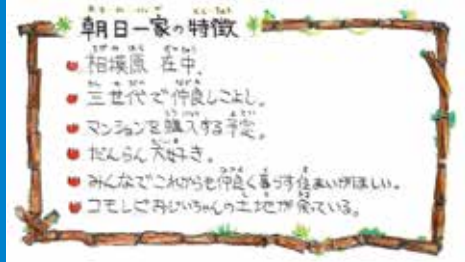 朝日一家の特徴
相模原 在中。
三世代で仲良しこよし。
マンションを購入する予定。
だんらん大好き。
みんなでこれからも仲良く暮らす住まいがほしい。
コモレビおじいちゃんの土地が余っている。